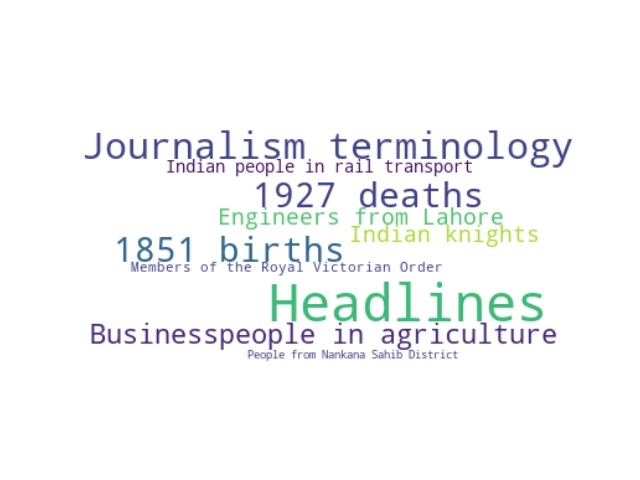 Journalism terminology
Indian people in rail transport
1927 deaths
Engineers from Lahore
Indian knights
1851 births
Members of the Royal Victorian Order
Headlines
Businesspeople in agriculture
People from Nankana Sahib District